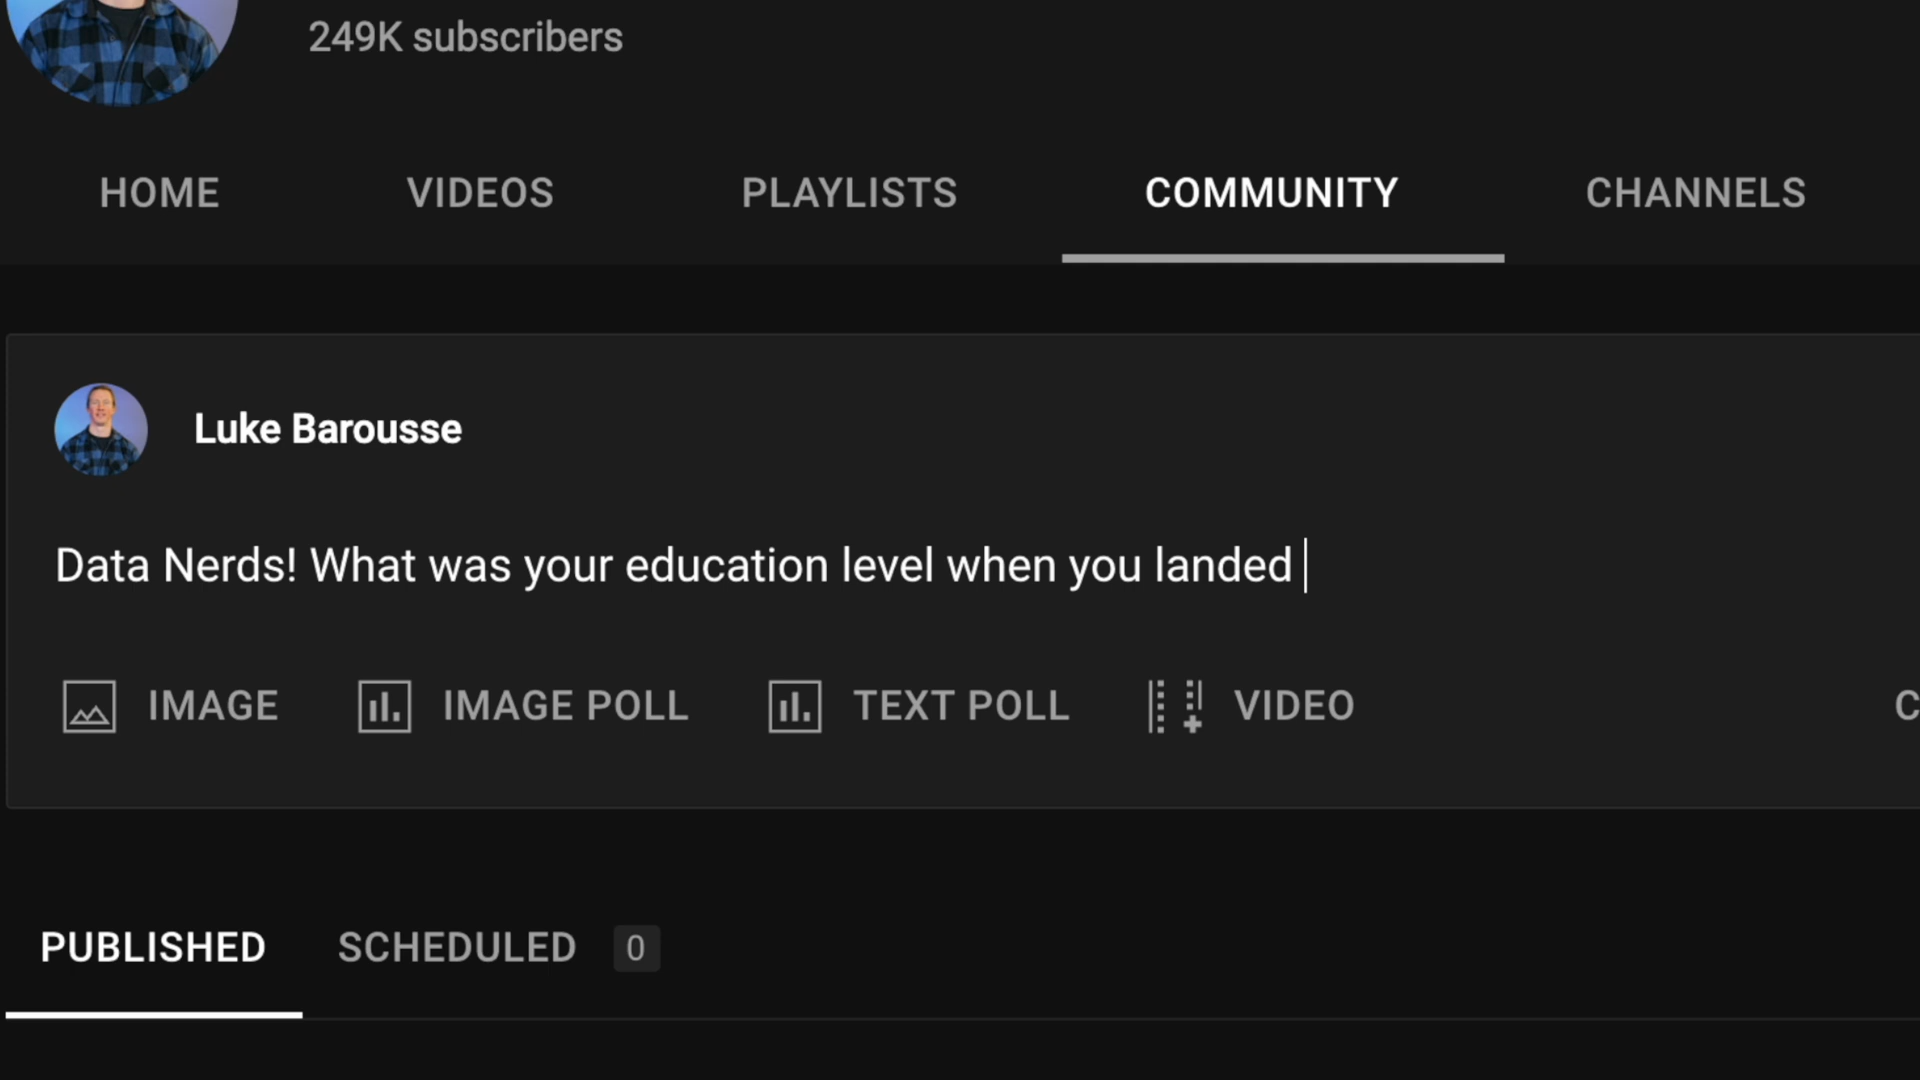 249K subscribers
HOME VIDEOS PLAYLISTS COMMUNITY CHANNELS
Luke Barousse
Data Nerds! What was your education level when you landed
IMAGE IMAGE POLL TEXT POLL VIDEO
PUBLISHED SCHEDULED 0